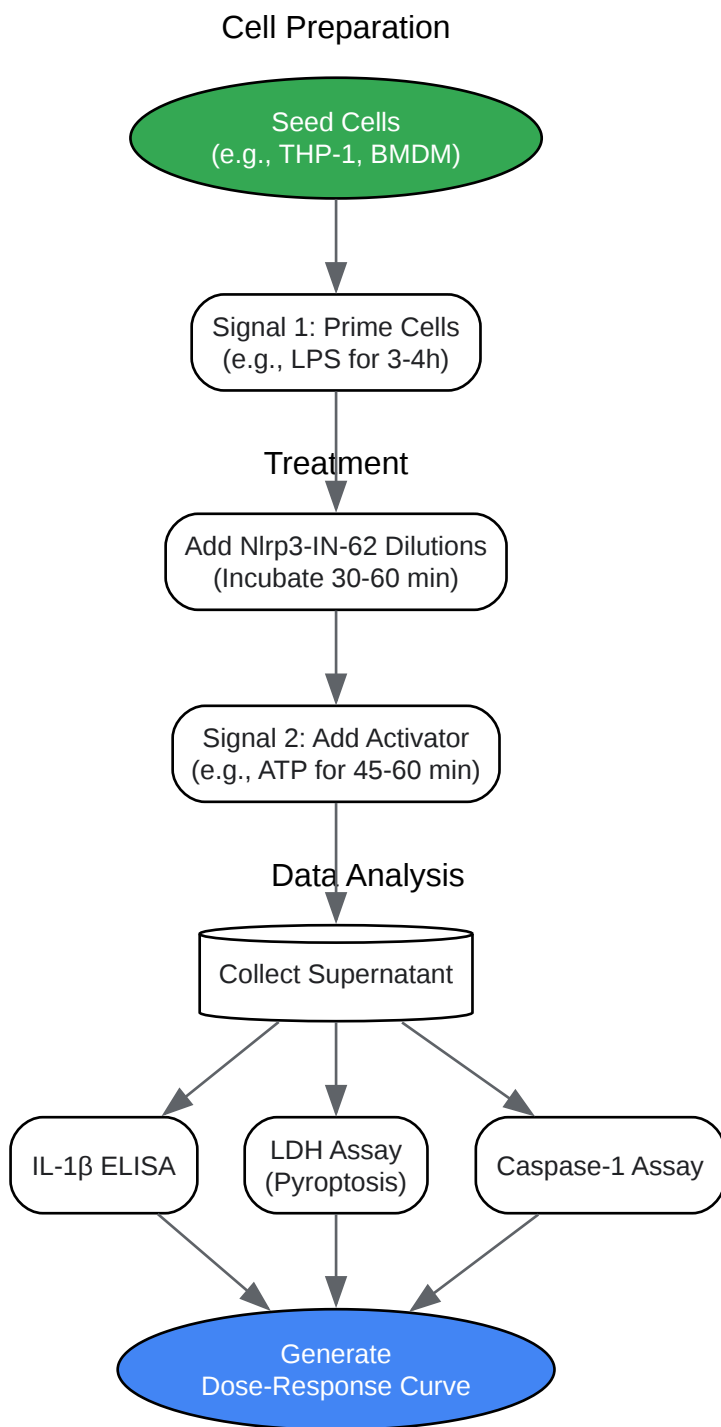 Cell Preparation
Seed Cells
(e.g., THP-1, BMDM)
Signal 1: Prime Cells
(e.g., LPS for 3-4h)
Treatment
Add Nlrp3-IN-62 Dilutions
(Incubate 30-60 min)
Signal 2: Add Activator
(e.g., ATP for 45-60 min)
Data Analysis
Collect Supernatant
IL-1β ELISA
LDH Assay
(Pyroptosis)
Caspase-1 Assay
Generate
Dose-Response Curve